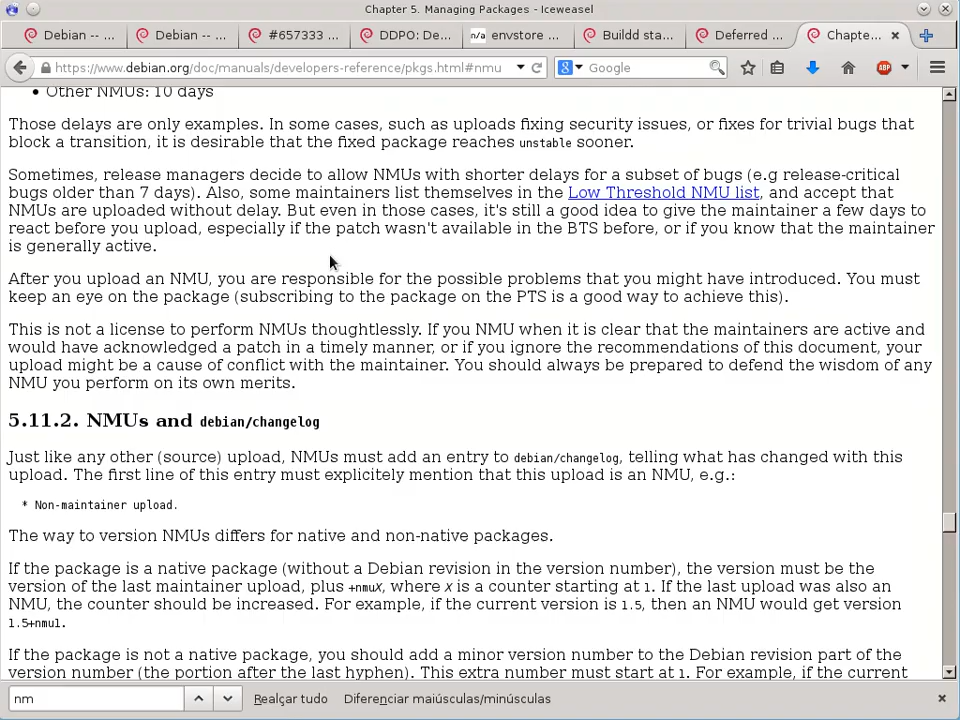 Chapter 5. Managing Packages - Iceweasel
Debian -- ...
Debian -- ...
#657333 ...
DDPO: De...
n/a envstore ...
Buildd sta...
Deferred ...
Chapte...
https://www.debian.org/doc/manuals/developers-reference/pkgs.html#nmu
8 Google
ABP
• Other NMUs: 10 days
Those delays are only examples. In some cases, such as uploads fixing security issues, or fixes for trivial bugs that
block a transition, it is desirable that the fixed package reaches unstable sooner.
Sometimes, release managers decide to allow NMUs with shorter delays for a subset of bugs (e.g release-critical
bugs older than 7 days). Also, some maintainers list themselves in the Low Threshold NMU list, and accept that
NMUs are uploaded without delay. But even in those cases, it's still a good idea to give the maintainer a few days to
react before you upload, especially if the patch wasn't available in the BTS before, or if you know that the maintainer
is generally active.
After you upload an NMU, you are responsible for the possible problems that you might have introduced. You must
keep an eye on the package (subscribing to the package on the PTS is a good way to achieve this).
This is not a license to perform NMUs thoughtlessly. If you NMU when it is clear that the maintainers are active and
would have acknowledged a patch in a timely manner, or if you ignore the recommendations of this document, your
upload might be a cause of conflict with the maintainer. You should always be prepared to defend the wisdom of any
NMU you perform on its own merits.
5.11.2. NMUs and debian/changelog
Just like any other (source) upload, NMUs must add an entry to debian/changelog, telling what has changed with this
upload. The first line of this entry must explicitely mention that this upload is an NMU, e.g.:
* Non-maintainer upload.
The way to version NMUs differs for native and non-native packages.
If the package is a native package (without a Debian revision in the version number), the version must be the
version of the last maintainer upload, plus +nmuX, where X is a counter starting at 1. If the last upload was also an
NMU, the counter should be increased. For example, if the current version is 1.5, then an NMU would get version
1.5+nmu1.
If the package is not a native package, you should add a minor version number to the Debian revision part of the
version number (the portion after the last hyphen). This extra number must start at 1. For example, if the current
nm
Realçar tudo
Diferenciar maiúsculas/minúsculas